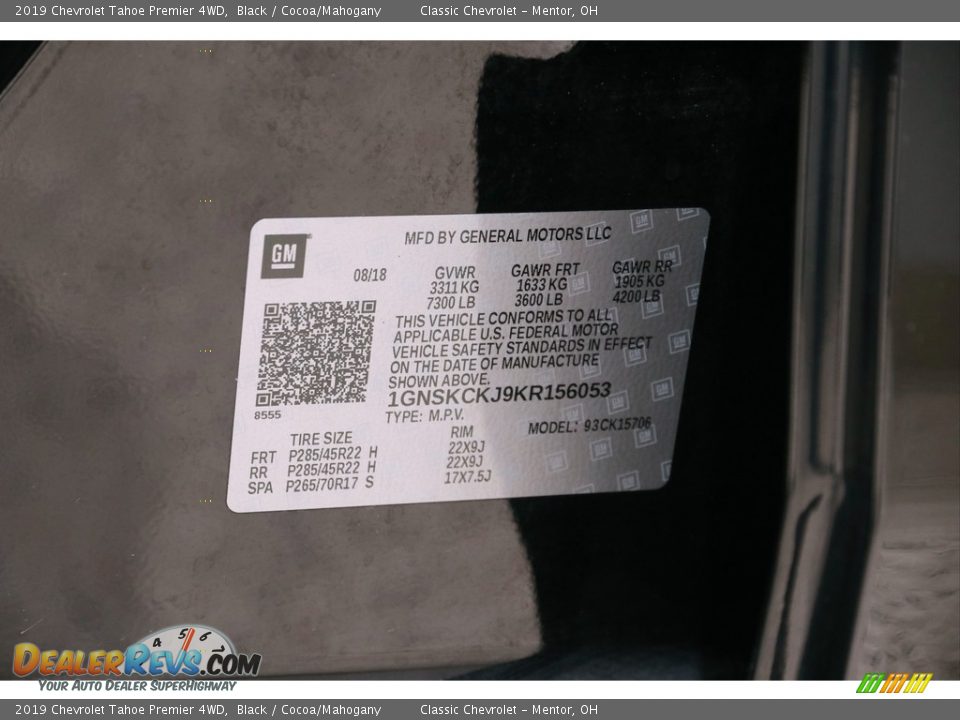 2019 Chevrolet Tahoe Premier 4WD, Black / Cocoa/Mahogany Classic Chevrolet – Mentor, OH
GM
MFD BY GENERAL MOTORS LLC
08/18 GVWR GAWR FRT GAWR RR
3311 KG 1633 KG 1905 KG
7300 LB 3600 LB 4200 LB
THIS VEHICLE CONFORMS TO ALL
APPLICABLE U.S. FEDERAL MOTOR
VEHICLE SAFETY STANDARDS IN EFFECT
ON THE DATE OF MANUFACTURE
SHOWN ABOVE.
1GNSKCKJ9KR156053
8555
TYPE: M.P.V. MODEL: 93CK15706
TIRE SIZE RIM
FRT P285/45R22 H 22X9J
RR P285/45R22 H 22X9J
SPA P265/70R17 S 17X7.5J
4 5 6
DEALERREVS.COM
YOUR AUTO DEALER SUPERHIGHWAY
2019 Chevrolet Tahoe Premier 4WD, Black / Cocoa/Mahogany Classic Chevrolet – Mentor, OH